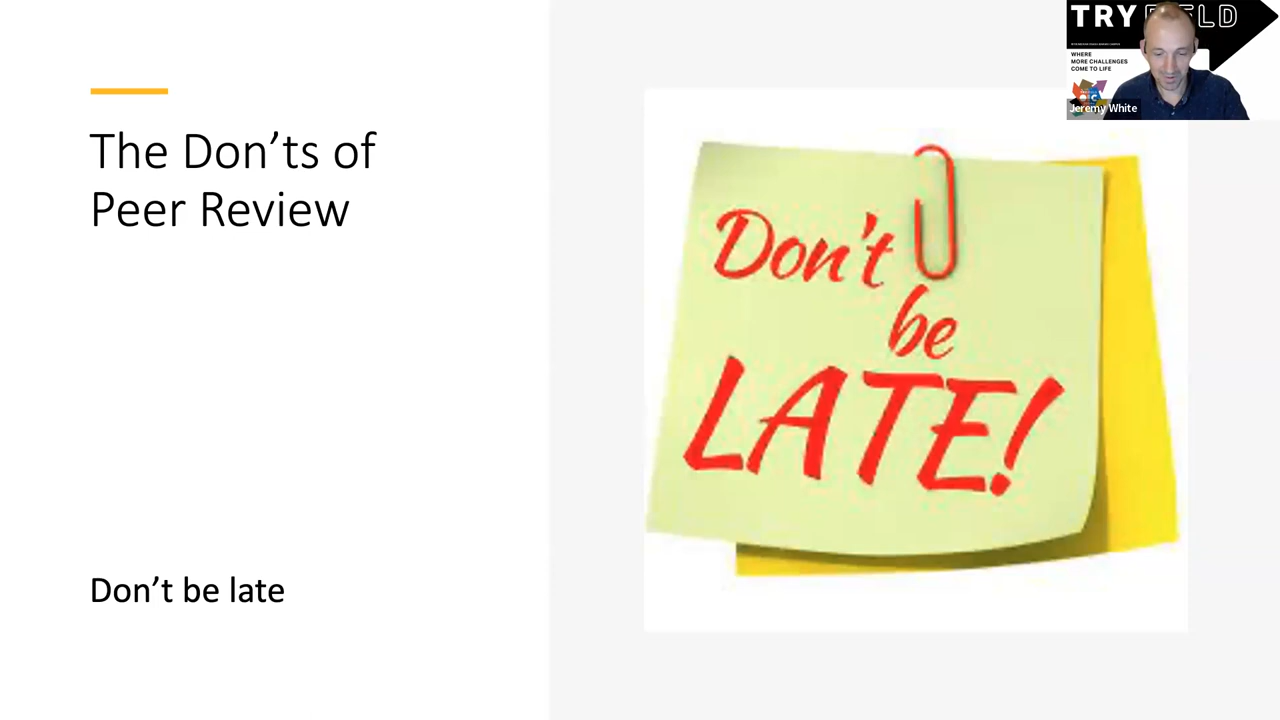 The Don’ts of
Peer Review
Don’t be late
Don't
be
LATE!
TRY
WHERE
MORE CHALLENGES
COME TO LIFE
Jeremy White